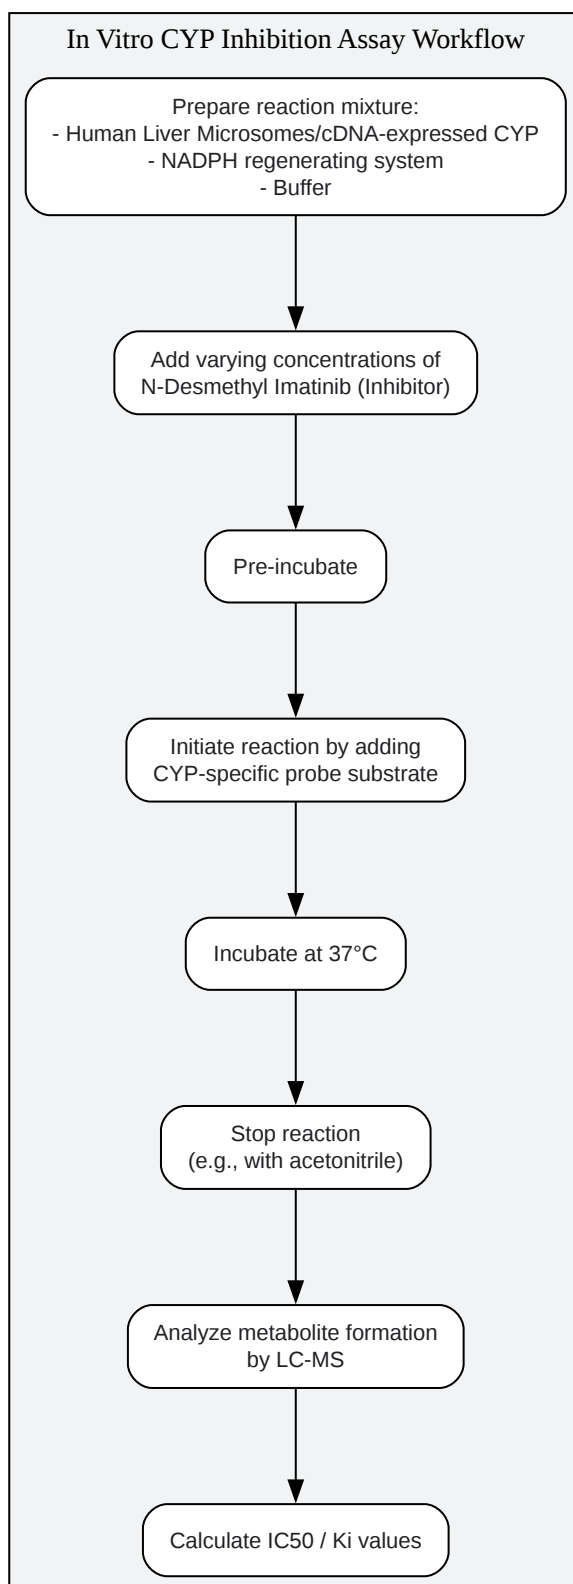 In Vitro CYP Inhibition Assay Workflow
Prepare reaction mixture:
- Human Liver Microsomes/cDNA-expressed CYP
- NADPH regenerating system
- Buffer
Add varying concentrations of
N-Desmethyl Imatinib (Inhibitor)
Pre-incubate
Initiate reaction by adding
CYP-specific probe substrate
Incubate at 37°C
Stop reaction
(e.g., with acetonitrile)
Analyze metabolite formation
by LC-MS
Calculate IC50 / Ki values